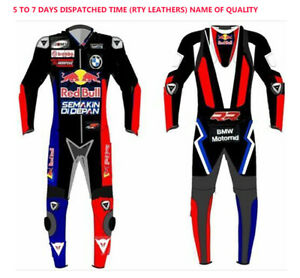 5 TO 7 DAYS DISPATCHED TIME (RTY LEATHERS) NAME OF QUALITY
Red Bull
SEMAKIN
DI DEPAN
BMW
Motorrad